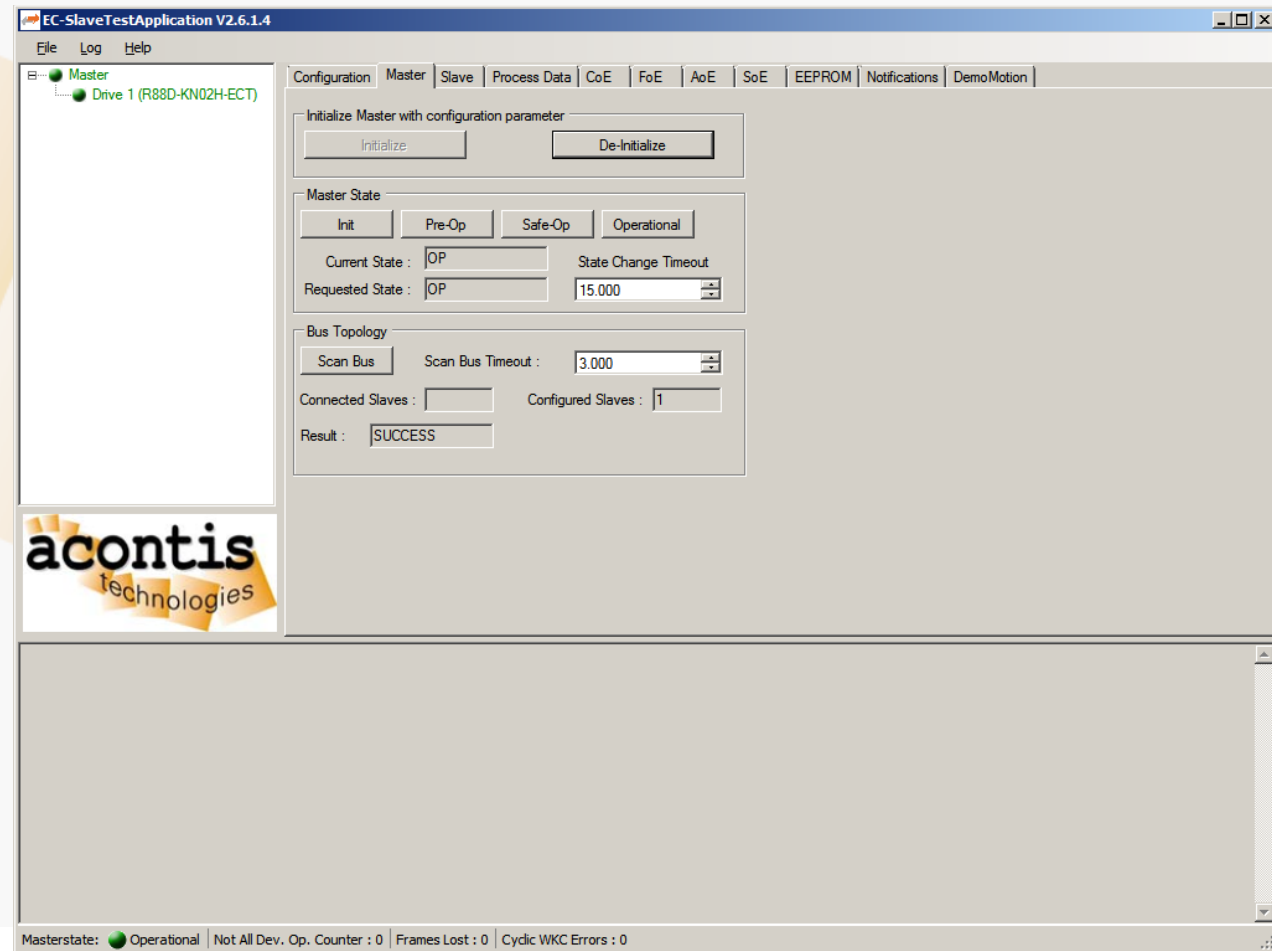 EC-SlaveTestApplication V2.6.1.4
File Log Help
Master
Drive 1 (R88D-KN02H-ECT)
Configuration Master Slave Process Data CoE FoE AoE SoE EEPROM Notifications DemoMotion
Initialize Master with configuration parameter
Initialize De-Initialize
Master State
Init Pre-Op Safe-Op Operational
Current State : OP State Change Timeout
Requested State : OP 15.000
Bus Topology
Scan Bus Scan Bus Timeout : 3.000
Connected Slaves : Configured Slaves : 1
Result : SUCCESS
acontis
technologies
Masterstate: Operational Not All Dev. Op. Counter : 0 Frames Lost : 0 Cyclic WKC Errors : 0